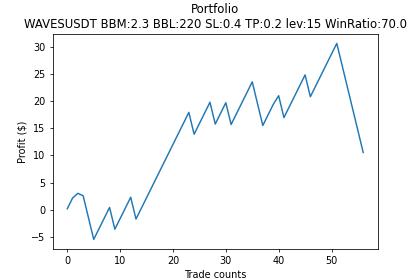 Portfolio
WAVESUSDT BBM:2.3 BBL:220 SL:0.4 TP:0.2 lev:15 WinRatio:70.0
30
25
20
15
10
5
0
−5
Profit ($)
0 10 20 30 40 50
Trade counts